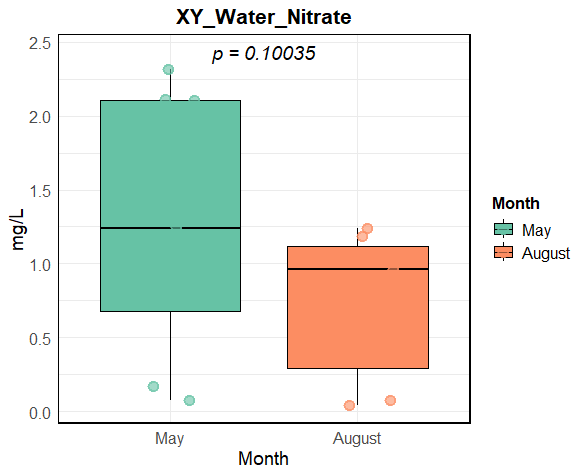 XY_Water_Nitrate
p = 0.10035
2.5
2.0
1.5
1.0
0.5
0.0
mg/L
May
August
Month
Month
May
August